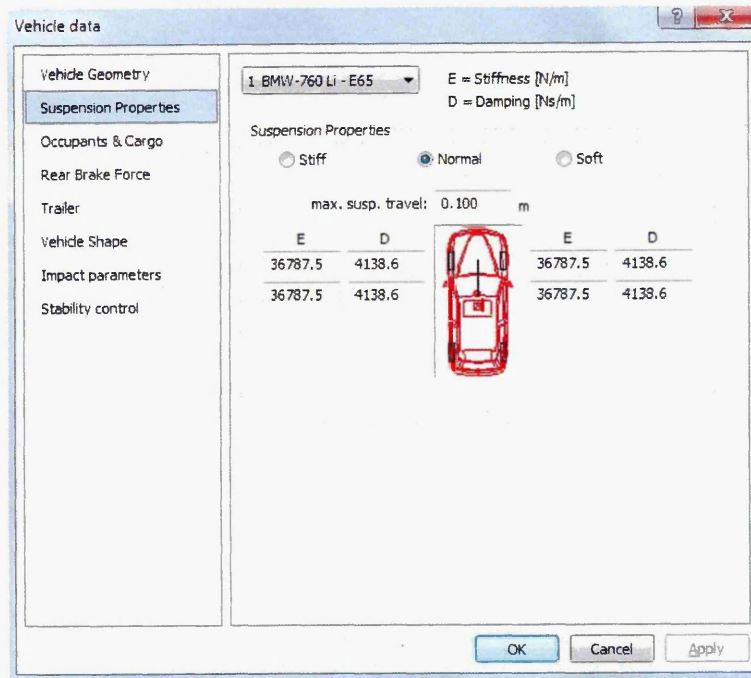 Vehicle data
Vehicle Geometry
Suspension Properties
Occupants & Cargo
Rear Brake Force
Trailer
Vehicle Shape
Impact parameters
Stability control
1 BMW-760 Li - E65
E = Stiffness [N/m]
D = Damping [Ns/m]
Suspension Properties
Stiff Normal Soft
max. susp. travel: 0.100 m
E D E D
36787.5 4138.6 36787.5 4138.6
36787.5 4138.6 36787.5 4138.6
OK Cancel Apply